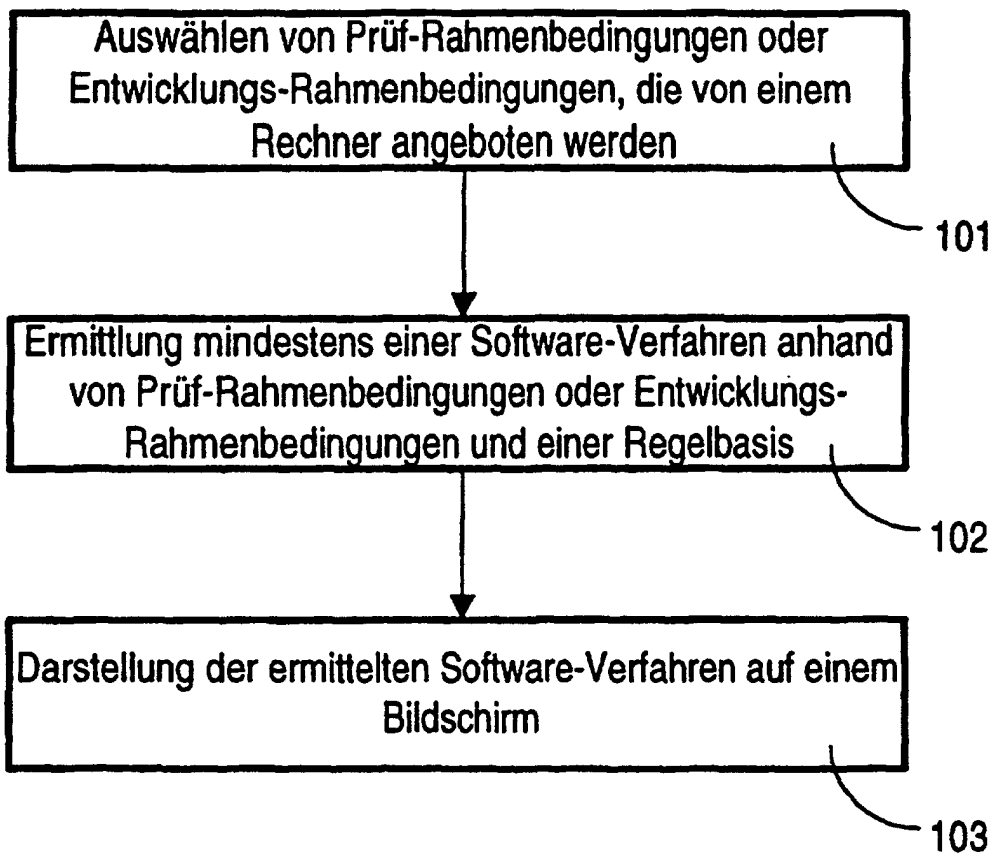 Auswählen von Prüf-Rahmenbedingungen oder
Entwicklungs-Rahmenbedingungen, die von einem
Rechner angeboten werden
101
Ermittlung mindestens einer Software-Verfahren anhand
von Prüf-Rahmenbedingungen oder Entwicklungs-
Rahmenbedingungen und einer Regelbasis
102
Darstellung der ermittelten Software-Verfahren auf einem
Bildschirm
103